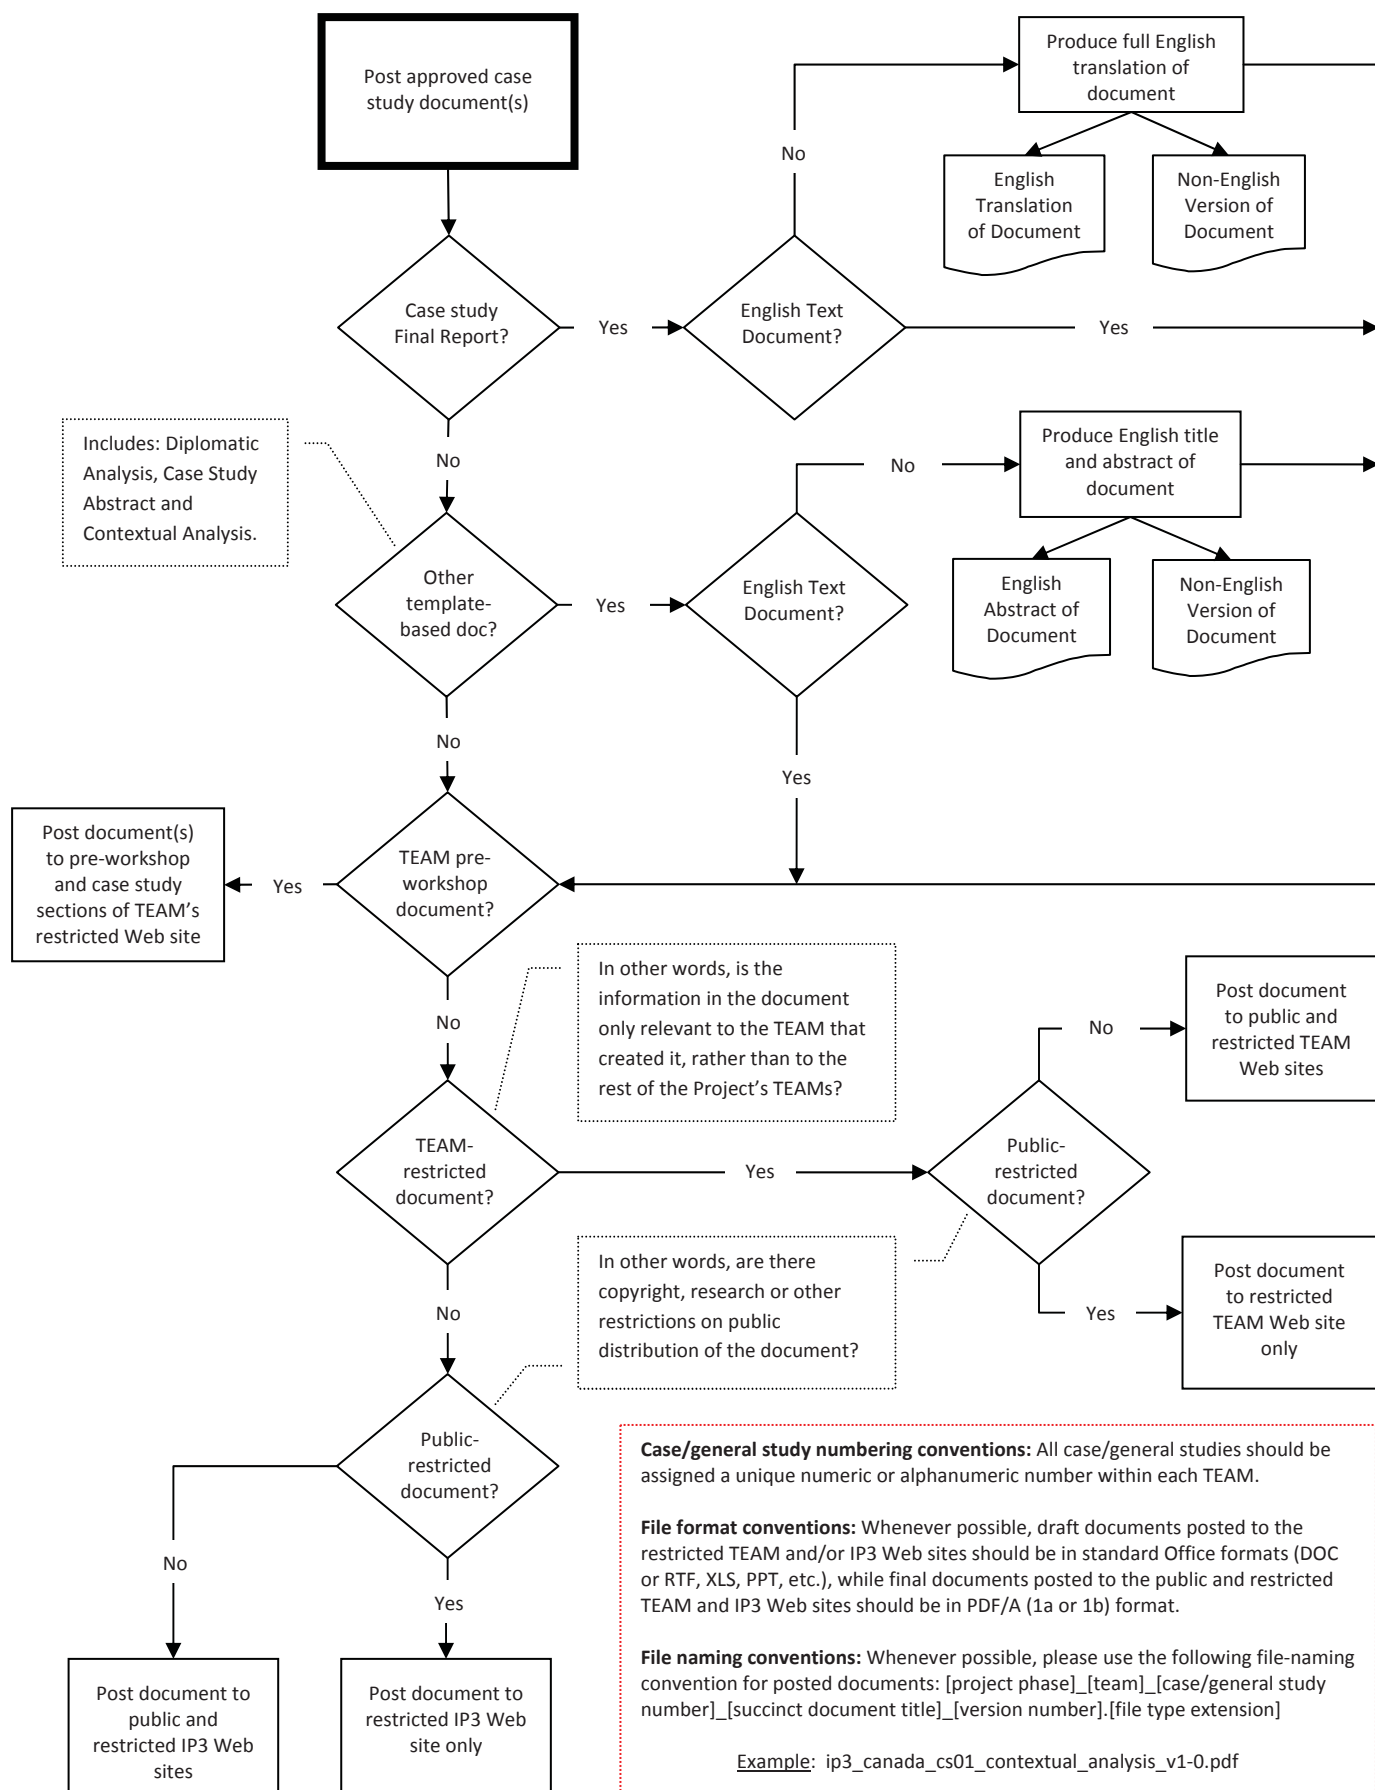 Post approved case
study document(s)
Produce full English
translation of
document
No
English
Translation
of Document
Non-English
Version of
Document
Case study
Final Report?
Yes
English Text
Document?
Yes
Includes: Diplomatic
Analysis, Case Study
Abstract and
Contextual Analysis.
No
No
Produce English title
and abstract of
document
Other
template-
based doc?
Yes
English Text
Document?
English
Abstract of
Document
Non-English
Version of
Document
No
Yes
Post document(s)
to pre-workshop
and case study
sections of TEAM’s
restricted Web site
Yes
TEAM pre-
workshop
document?
No
In other words, is the
information in the document
only relevant to the TEAM that
created it, rather than to the
rest of the Project’s TEAMs?
No
Post document
to public and
restricted TEAM
Web sites
TEAM-
restricted
document?
Yes
Public-
restricted
document?
In other words, are there
copyright, research or other
restrictions on public
distribution of the document?
Yes
Post document
to restricted
TEAM Web site
only
No
Public-
restricted
document?
No
Yes
Post document to
public and
restricted IP3 Web
sites
Post document to
restricted IP3 Web
site only
Case/general study numbering conventions: All case/general studies should be
assigned a unique numeric or alphanumeric number within each TEAM.
File format conventions: Whenever possible, draft documents posted to the
restricted TEAM and/or IP3 Web sites should be in standard Office formats (DOC
or RTF, XLS, PPT, etc.), while final documents posted to the public and restricted
TEAM and IP3 Web sites should be in PDF/A (1a or 1b) format.
File naming conventions: Whenever possible, please use the following file-naming
convention for posted documents: [project phase]_[team]_[case/general study
number]_[succinct document title]_[version number].[file type extension]
Example: ip3_canada_cs01_contextual_analysis_v1-0.pdf